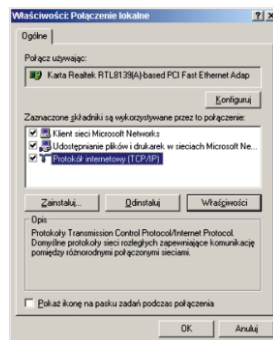 Właściwości: Połączenie lokalne
Ogólne
Połącz używając:
Karta Realtek RTL8139(A)-based PCI Fast Ethernet Adap
Konfiguruj
Zaznaczone składniki są wykorzystywane przez to połączenie:
Klient sieci Microsoft Networks
Udostępnianie plików i drukarek w sieciach Microsoft Ne...
Protokół internetowy (TCP/IP)
Zainstaluj...
Odinstaluj
Właściwości
Opis
Protokoły Transmission Control Protocol/Internet Protocol.
Domyślne protokoły sieci rozległych zapewniające komunikację
pomiędzy różnorodnymi połączonymi sieciami.
Pokaż ikonę na pasku zadań podczas połączenia
OK
Anuluj